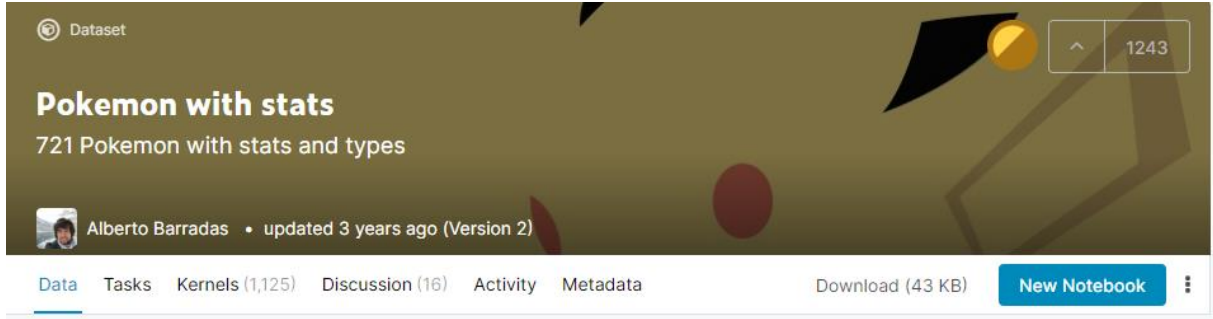 Dataset
1243
Pokemon with stats
721 Pokemon with stats and types
Alberto Barradas • updated 3 years ago (Version 2)
Data Tasks Kernels (1,125) Discussion (16) Activity Metadata Download (43 KB) New Notebook